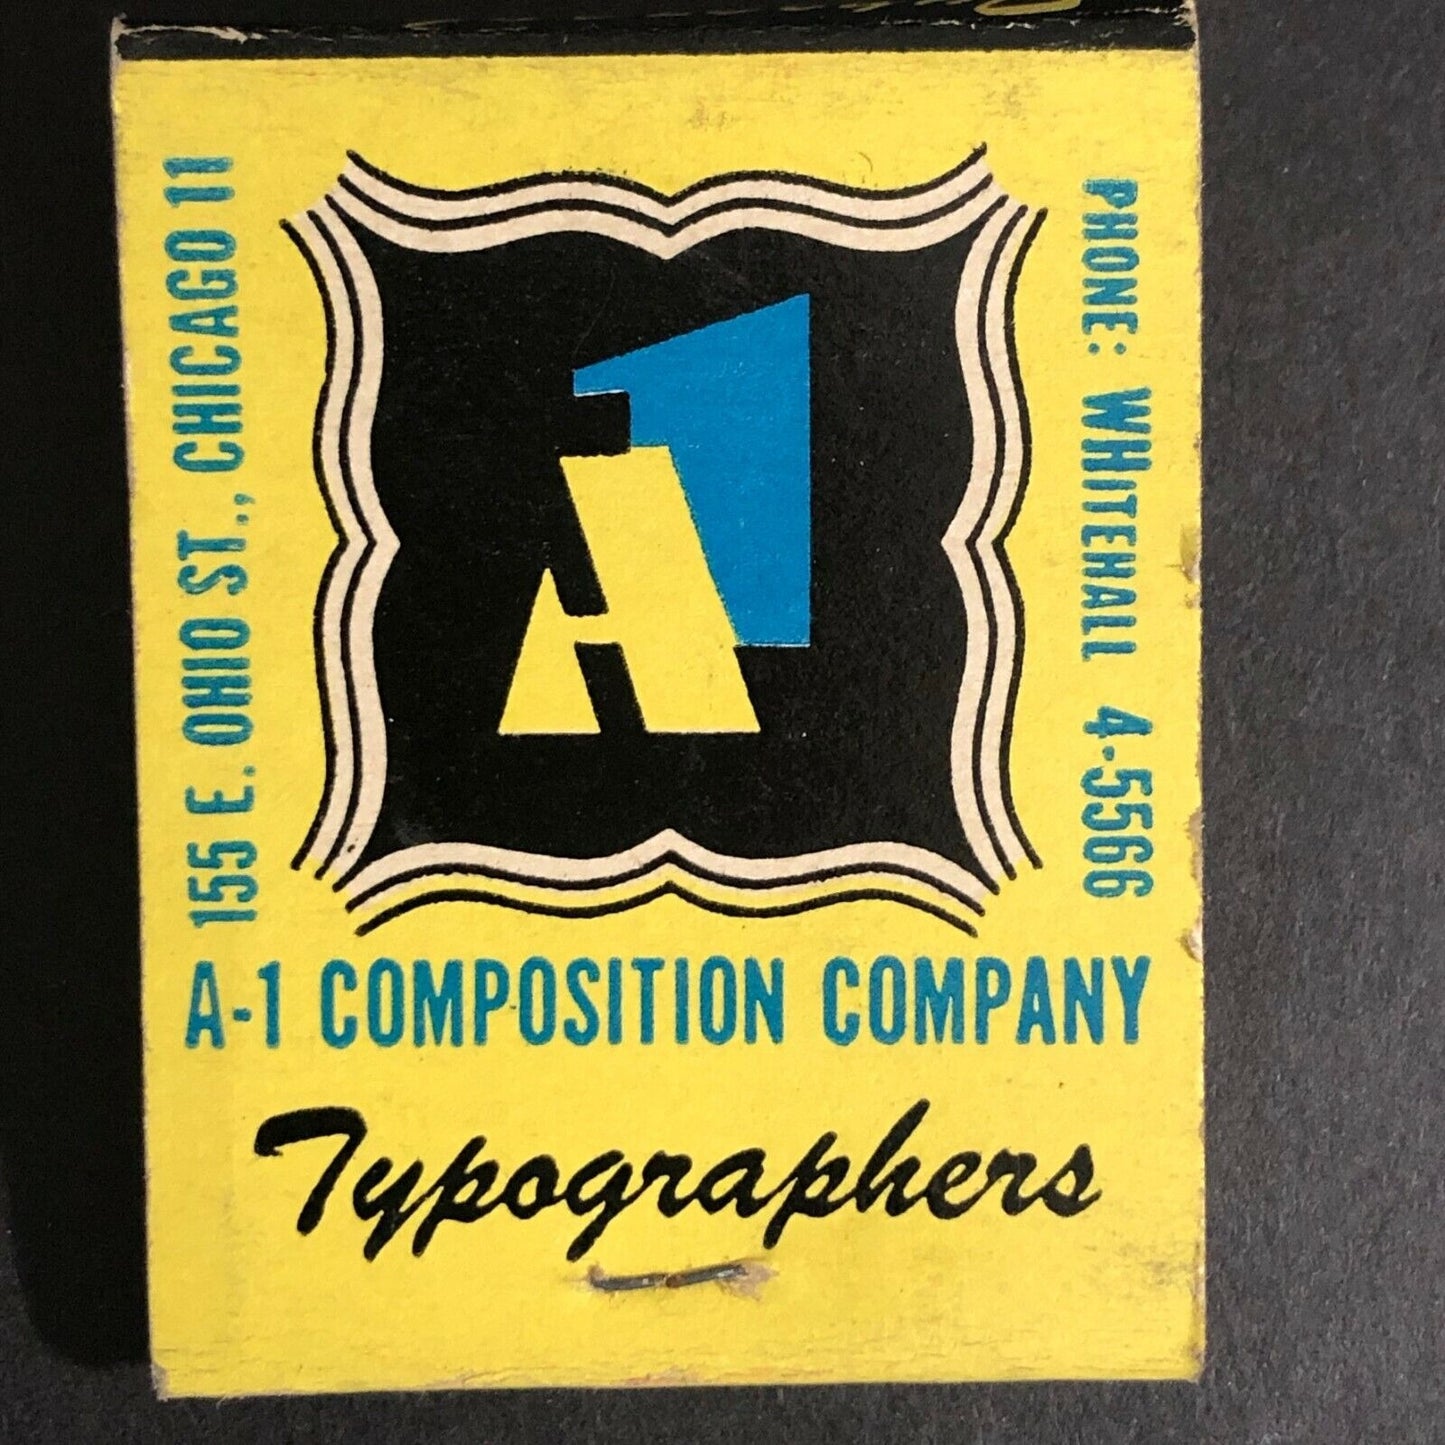 A1
155 E. OHIO ST., CHICAGO 11
PHONE: WHITEHALL 4-5566
A-1 COMPOSITION COMPANY
Typographers